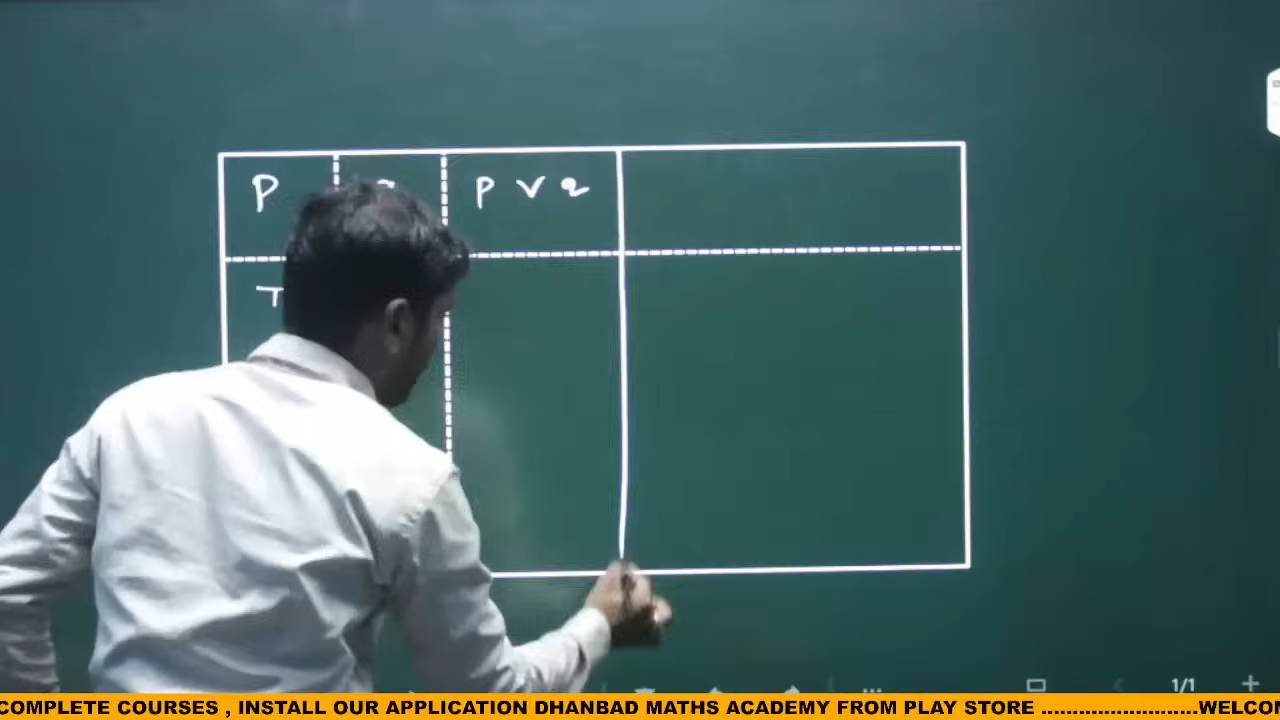 P P v q
T
1/1
COMPLETE COURSES , INSTALL OUR APPLICATION DHANBAD MATHS ACADEMY FROM PLAY STORE ..........................WELCO